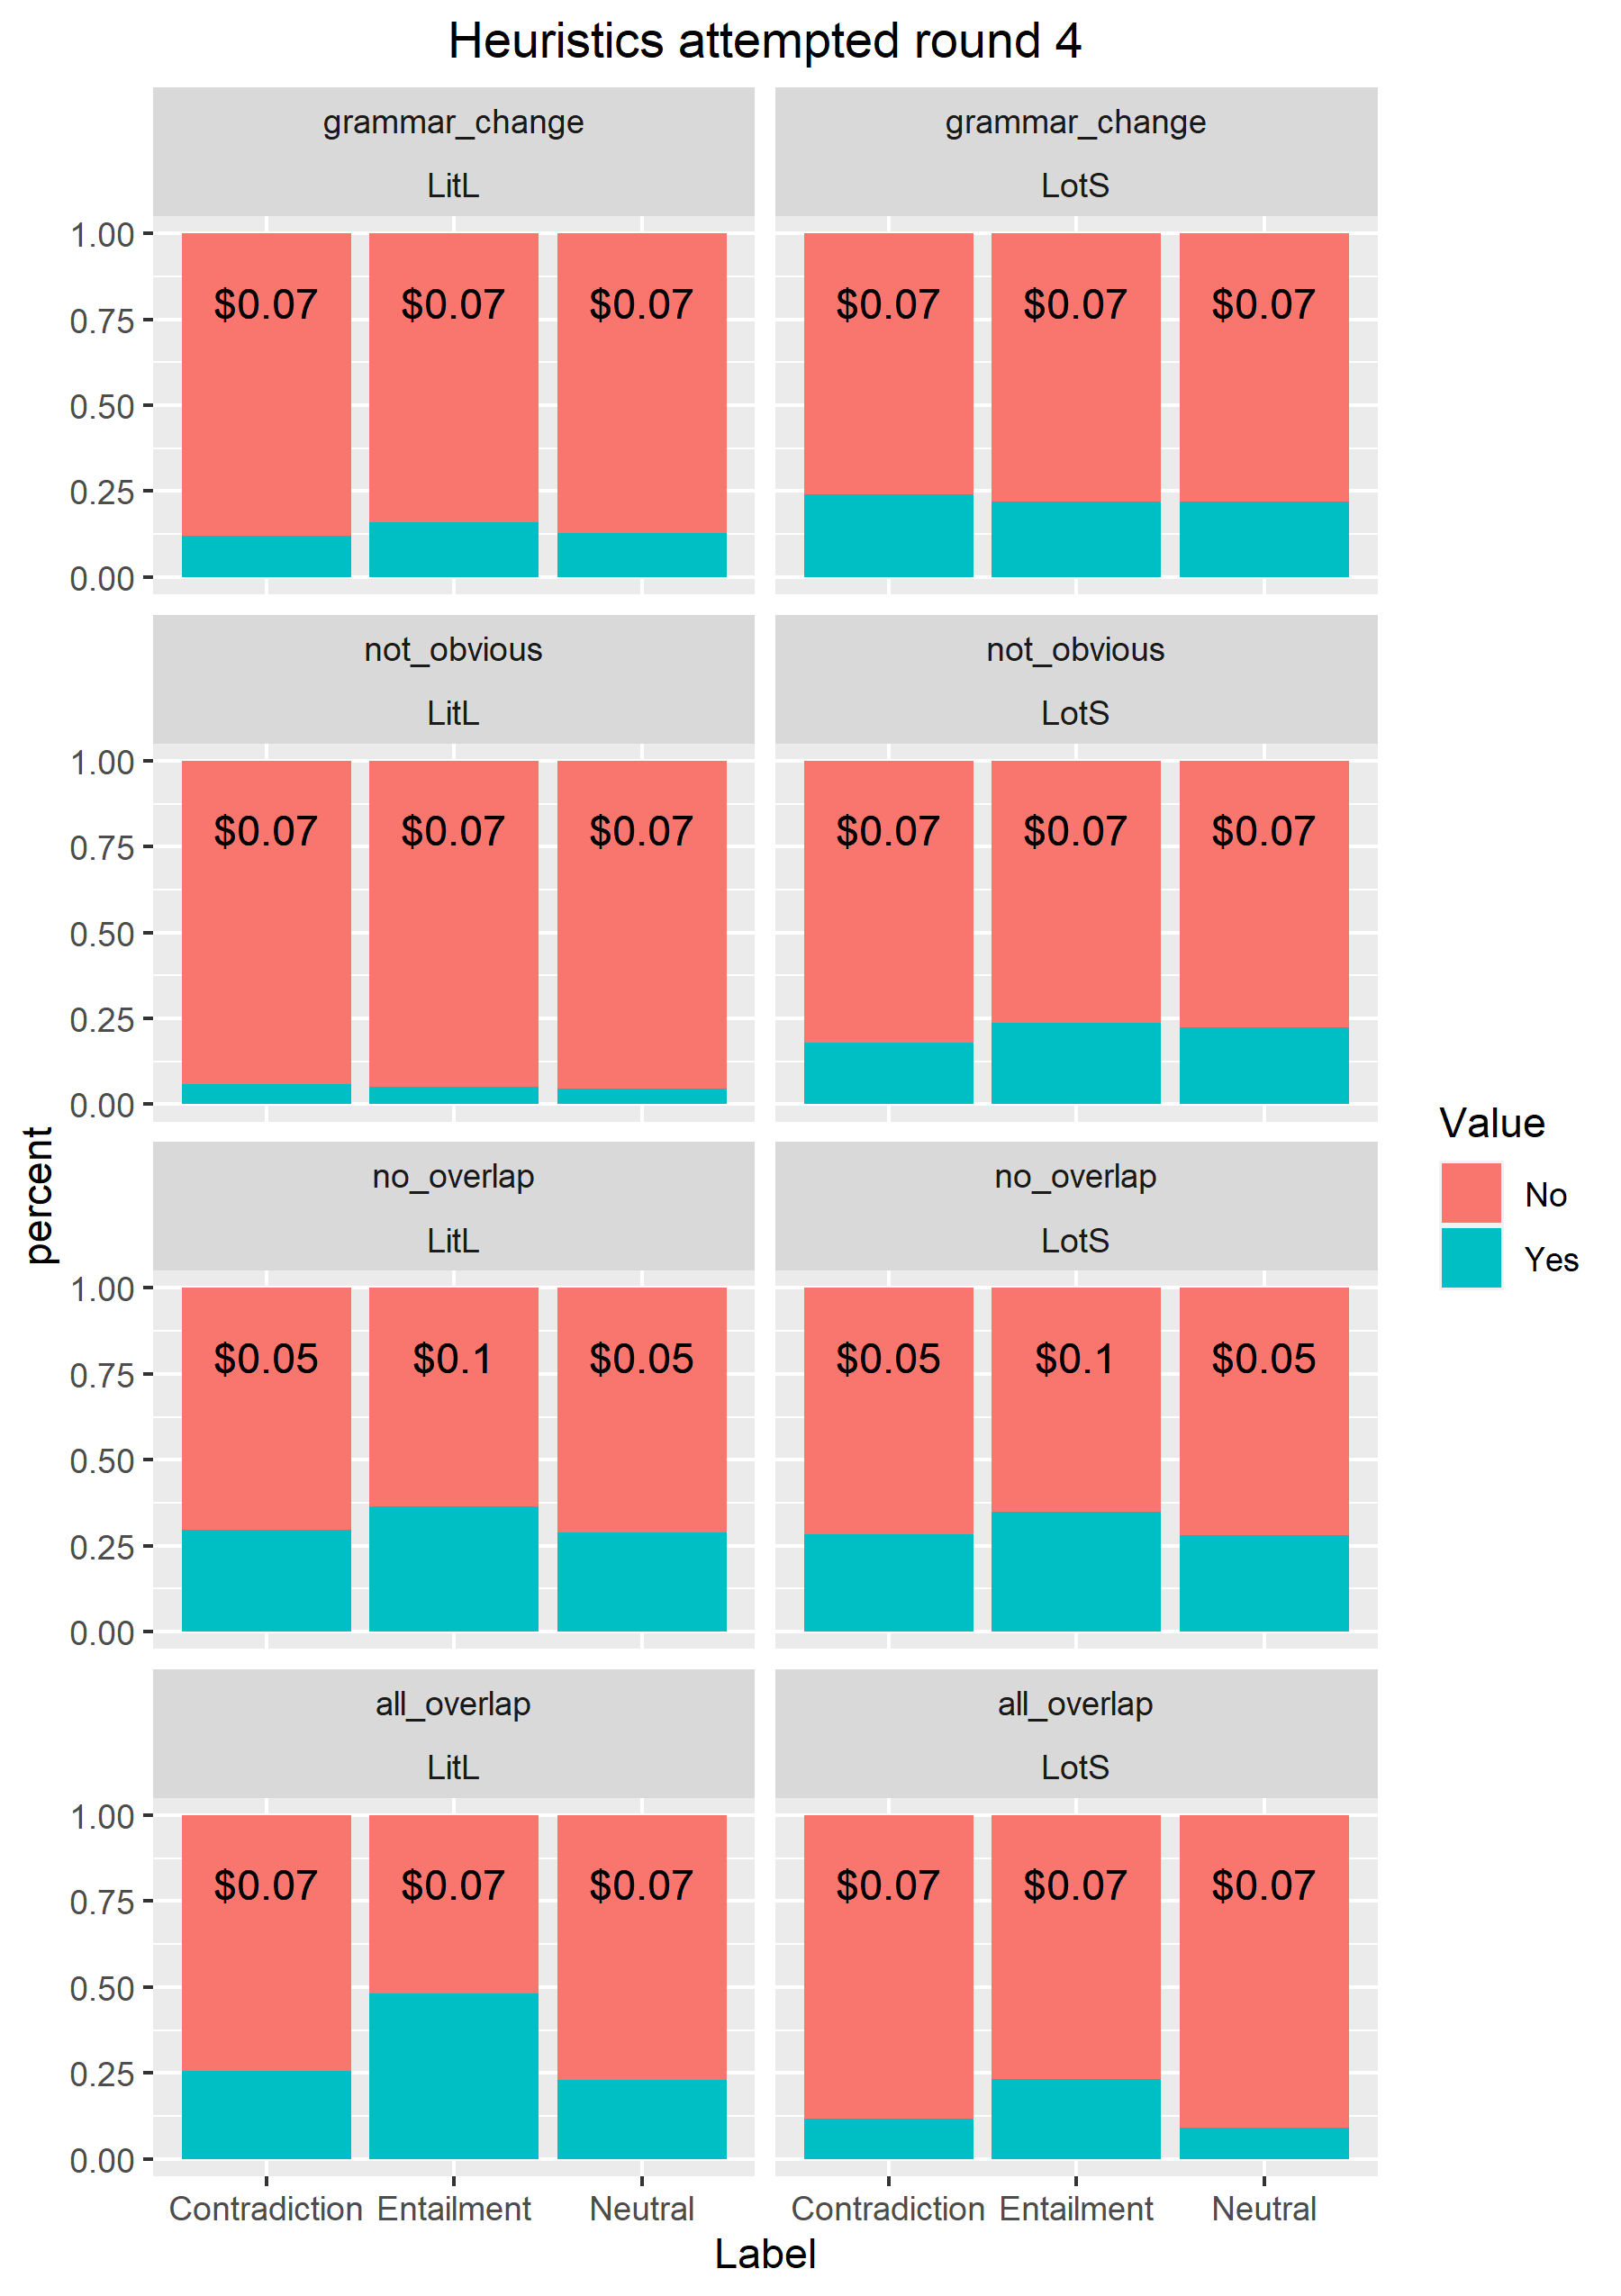 Heuristics attempted round 4
grammar_change
LitL
grammar_change
LotS
1.00
0.75
0.50
0.25
0.00
$0.07 $0.07 $0.07
$0.07 $0.07 $0.07
not_obvious
LitL
not_obvious
LotS
1.00
0.75
0.50
0.25
0.00
$0.07 $0.07 $0.07
$0.07 $0.07 $0.07
no_overlap
LitL
no_overlap
LotS
1.00
0.75
0.50
0.25
0.00
$0.05 $0.1 $0.05
$0.05 $0.1 $0.05
all_overlap
LitL
all_overlap
LotS
1.00
0.75
0.50
0.25
0.00
$0.07 $0.07 $0.07
$0.07 $0.07 $0.07
Contradiction Entailment Neutral
Contradiction Entailment Neutral
Label
percent
Value
No
Yes